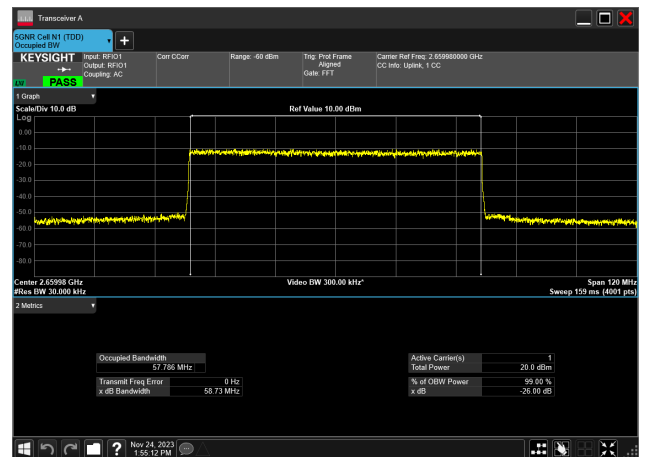 Transceiver A
5GNR Cell N1 (TDD)
Occupied BW
KEYSIGHT
LXI
PASS
Input: RFIO1
Output: RFIO1
Coupling: AC
Corr CCorr
Range: -60 dBm
Trig: Prot Frame
Aligned
Gate: FFT
Carrier Ref Freq: 2.659980000 GHz
CC Info: Uplink, 1 CC
1 Graph
Scale/Div 10.0 dB
Ref Value 10.00 dBm
Log
0.00
-10.0
-20.0
-30.0
-40.0
-50.0
-60.0
-70.0
-80.0
Center 2.65998 GHz
Video BW 300.00 kHz*
Span 120 MHz
#Res BW 30.000 kHz
Sweep 159 ms (4001 pts)
2 Metrics
Occupied Bandwidth
57.786 MHz
Transmit Freq Error 0 Hz
x dB Bandwidth 58.73 MHz
Active Carrier(s) 1
Total Power 20.0 dBm
% of OBW Power 99.00 %
x dB -26.00 dB
Nov 24, 2023
1:55:12 PM